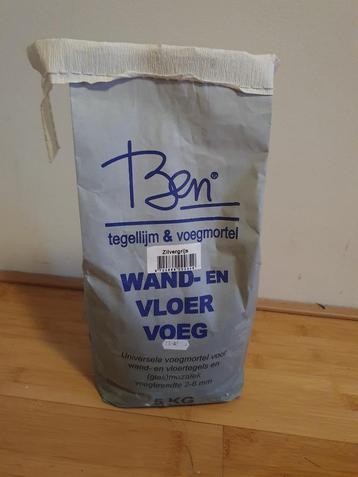 Ben®
tegellijm & voegmortel
Zilvergrijs
WAND- EN
VLOER
VOEG
Universele voegmortel voor
wand- en vloertegels en
(glas)mozaïek
voegbreedte 2-6 mm
5 KG